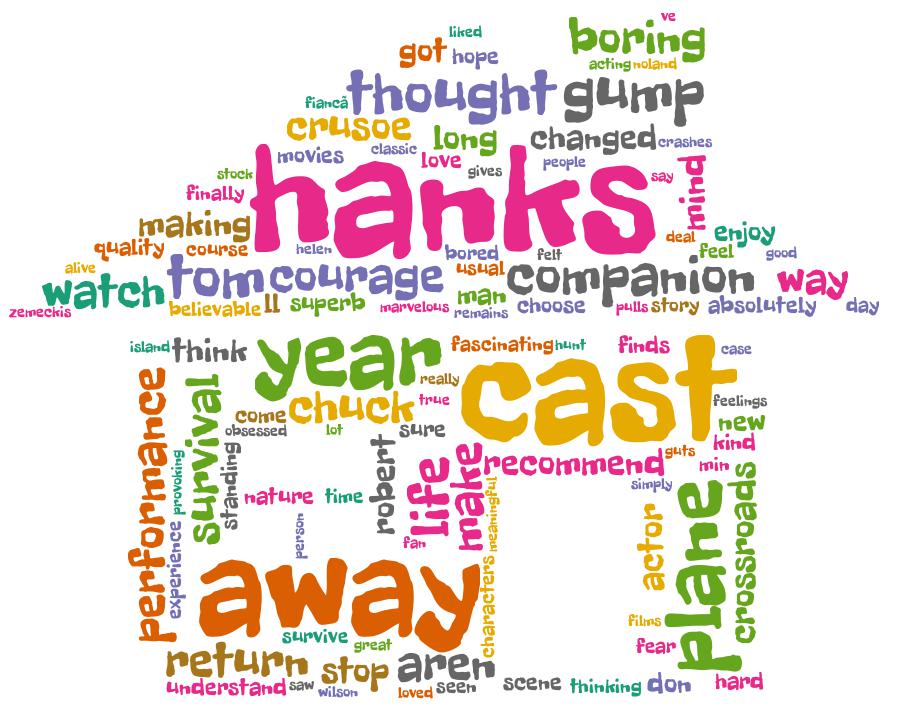 ve
liked
boring
got
hope
acting
noland
thought
gump
fiancã
crusoe
long
changed
crashes
movies
classic
love
people
gives
hanks
say
mind
stock
finally
making
deal
enjoy
quality
course
helen
bored
felt
feel
good
alive
tom
courage
usual
companion
way
watch
zemeckis
believable
ll
superb
marvelous
man
remains
choose
pulls
story
absolutely
day
island
think
year
fascinating
hunt
finds
case
cast
really
performance
survival
come
chuck
true
feelings
obsessed
lot
sure
new
kind
guts
standing
provoking
robert
life
make
recommend
min
simply
meaningful
nature
time
person
fan
experience
away
characters
actor
plane
crossroads
films
fear
survive
great
return
stop
aren
understand
saw
wilson
loved
seen
scene
thinking
don
hard